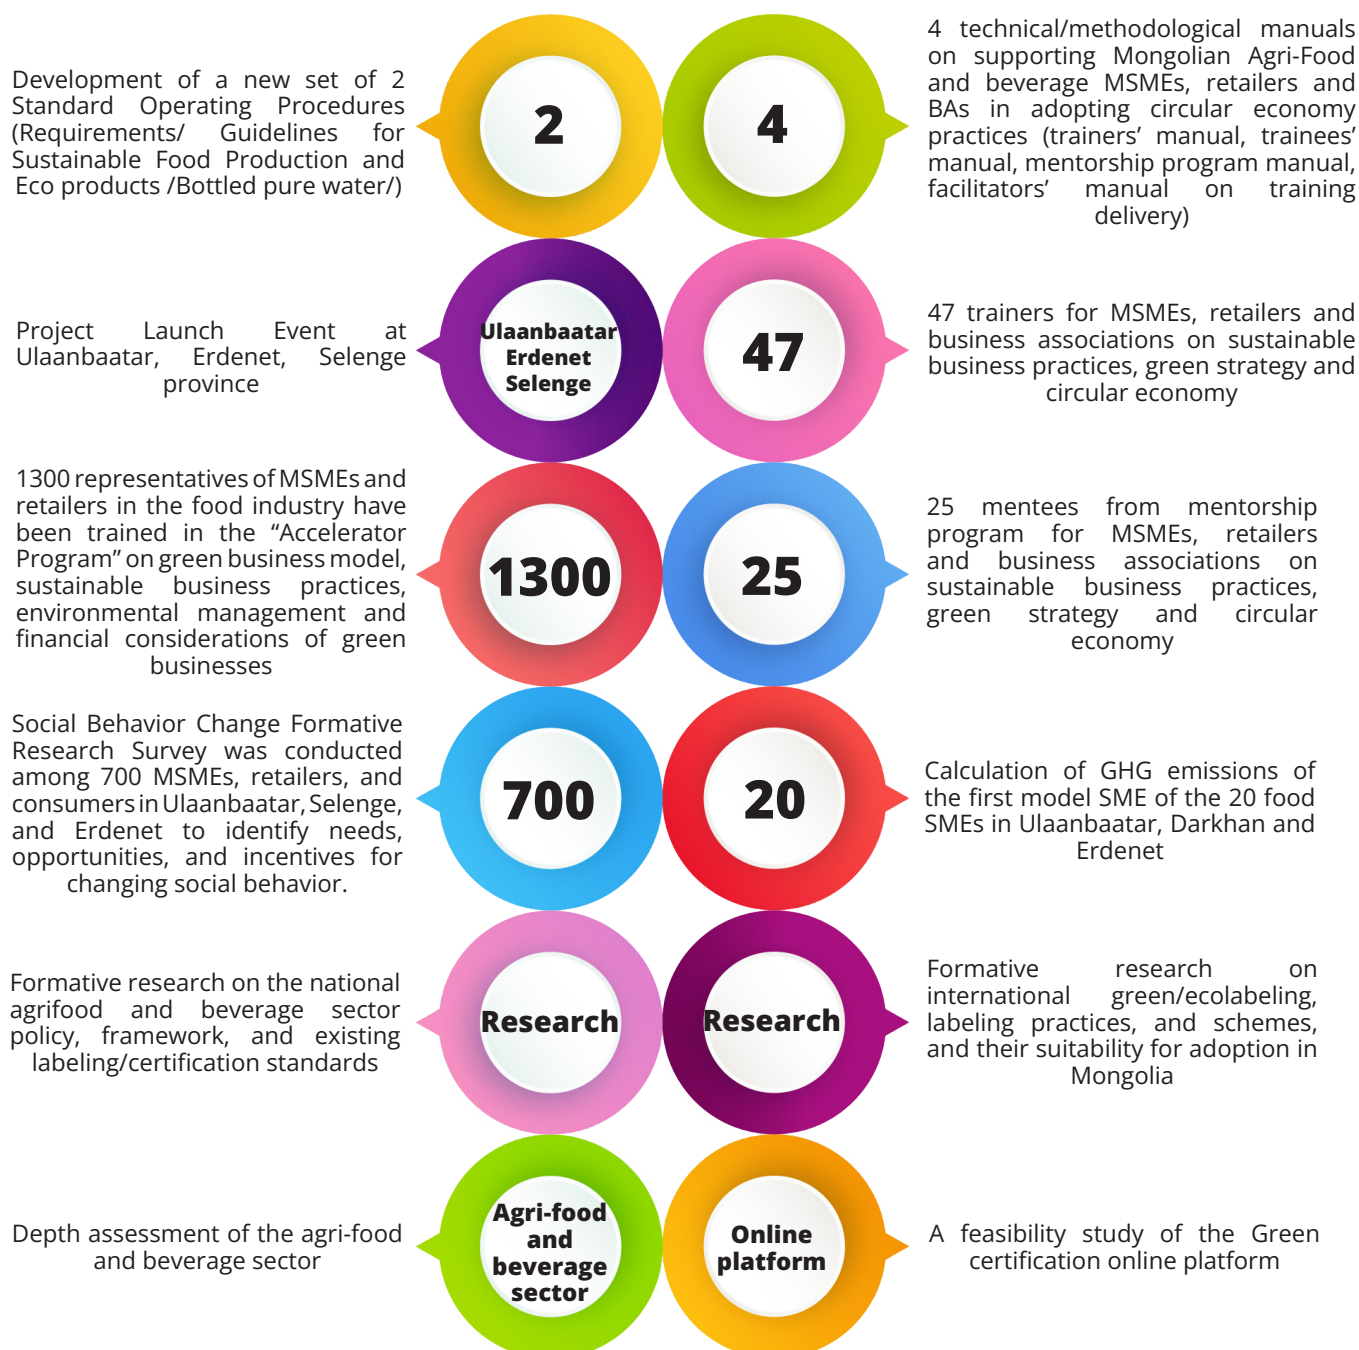 Development of a new set of 2
Standard Operating Procedures
(Requirements/ Guidelines for
Sustainable Food Production and
Eco products /Bottled pure water/)
2
4
4 technical/methodological manuals
on supporting Mongolian Agri-Food
and beverage MSMEs, retailers and
BAs in adopting circular economy
practices (trainers’ manual, trainees’
manual, mentorship program manual,
facilitators’ manual on training
delivery)
Project Launch Event at
Ulaanbaatar, Erdenet, Selenge
province
Ulaanbaatar
Erdenet
Selenge
47
47 trainers for MSMEs, retailers and
business associations on sustainable
business practices, green strategy and
circular economy
1300 representatives of MSMEs and
retailers in the food industry have
been trained in the “Accelerator
Program” on green business model,
sustainable business practices,
environmental management and
financial considerations of green
businesses
1300
25
25 mentees from mentorship
program for MSMEs, retailers
and business associations on
sustainable business practices,
green strategy and circular
economy
Social Behavior Change Formative
Research Survey was conducted
among 700 MSMEs, retailers, and
consumers in Ulaanbaatar, Selenge,
and Erdenet to identify needs,
opportunities, and incentives for
changing social behavior.
700
20
Calculation of GHG emissions of
the first model SME of the 20 food
SMEs in Ulaanbaatar, Darkhan and
Erdenet
Formative research on the national
agrifood and beverage sector
policy, framework, and existing
labeling/certification standards
Research
Research
Formative research on
international green/ecolabeling,
labeling practices, and schemes,
and their suitability for adoption in
Mongolia
Depth assessment of the agri-food
and beverage sector
Agri-food
and
beverage
sector
Online
platform
A feasibility study of the Green
certification online platform